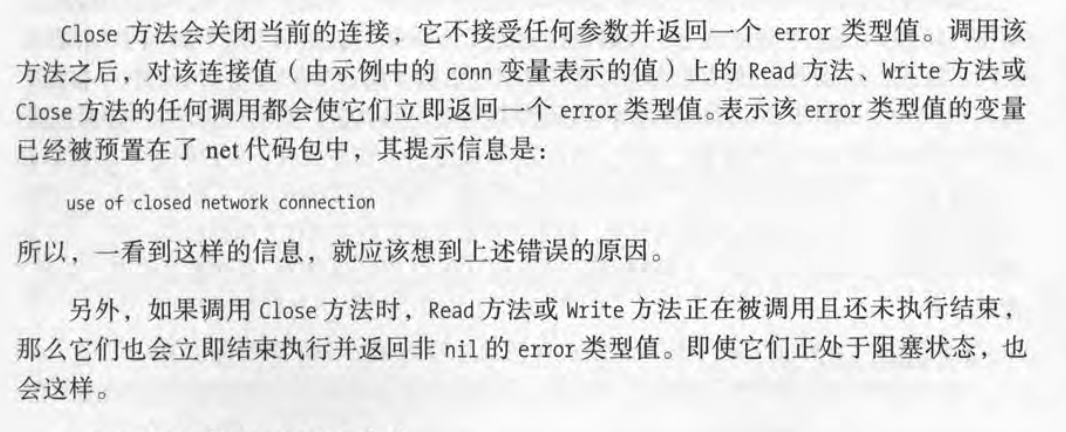 Close 方法会关闭当前的连接，它不接受任何参数并返回一个 error 类型值。调用该
方法之后，对该连接值（由示例中的 conn 变量表示的值）上的 Read 方法、Write 方法或
Close 方法的任何调用都会使它们立即返回一个 error 类型值。表示该 error 类型值的变量
已经被预置在了 net 代码包中，其提示信息是：
use of closed network connection
所以，一看到这样的信息，就应该想到上述错误的原因。
另外，如果调用 Close 方法时，Read 方法或 Write 方法正在被调用且还未执行结束，
那么它们也会立即结束执行并返回非 nil 的 error 类型值。即使它们正处于阻塞状态，也
会这样。